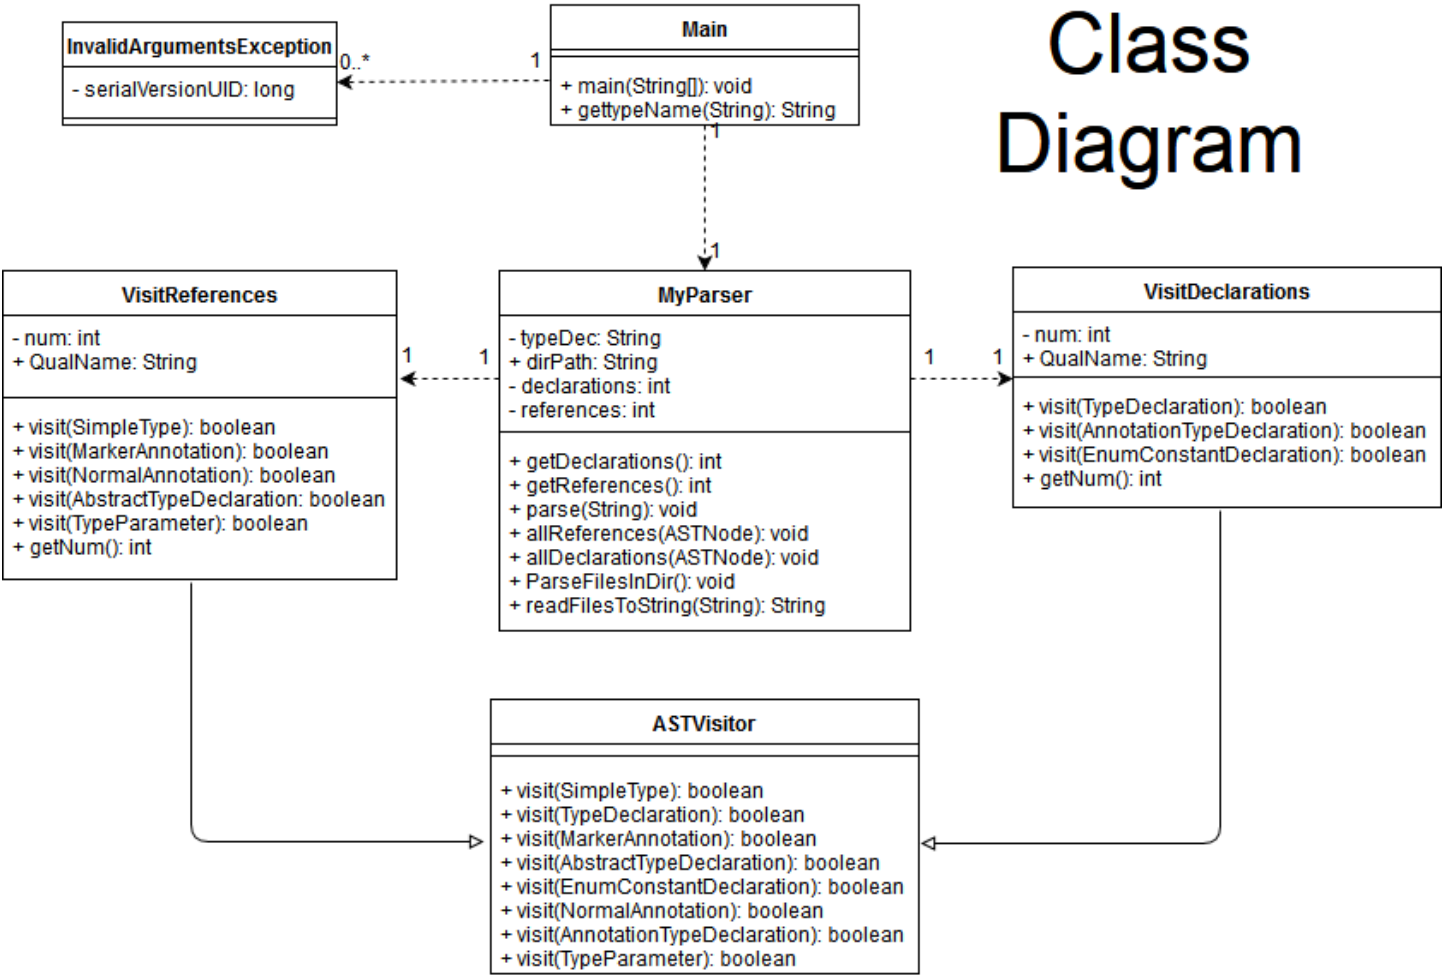 Class
Diagram
InvalidArgumentsException
- serialVersionUID: long
0..*
1
Main
+ main(String[]): void
+ gettypeName(String): String
1
1
VisitReferences
- num: int
+ QualName: String
+ visit(SimpleType): boolean
+ visit(MarkerAnnotation): boolean
+ visit(NormalAnnotation): boolean
+ visit(AbstractTypeDeclaration: boolean
+ visit(TypeParameter): boolean
+ getNum(): int
1
1
MyParser
- typeDec: String
+ dirPath: String
- declarations: int
- references: int
+ getDeclarations(): int
+ getReferences(): int
+ parse(String): void
+ allReferences(ASTNode): void
+ allDeclarations(ASTNode): void
+ ParseFilesInDir(): void
+ readFilesToString(String): String
1
1
VisitDeclarations
- num: int
+ QualName: String
+ visit(TypeDeclaration): boolean
+ visit(AnnotationTypeDeclaration): boolean
+ visit(EnumConstantDeclaration): boolean
+ getNum(): int
ASTVisitor
+ visit(SimpleType): boolean
+ visit(TypeDeclaration): boolean
+ visit(MarkerAnnotation): boolean
+ visit(AbstractTypeDeclaration): boolean
+ visit(EnumConstantDeclaration): boolean
+ visit(NormalAnnotation): boolean
+ visit(AnnotationTypeDeclaration): boolean
+ visit(TypeParameter): boolean